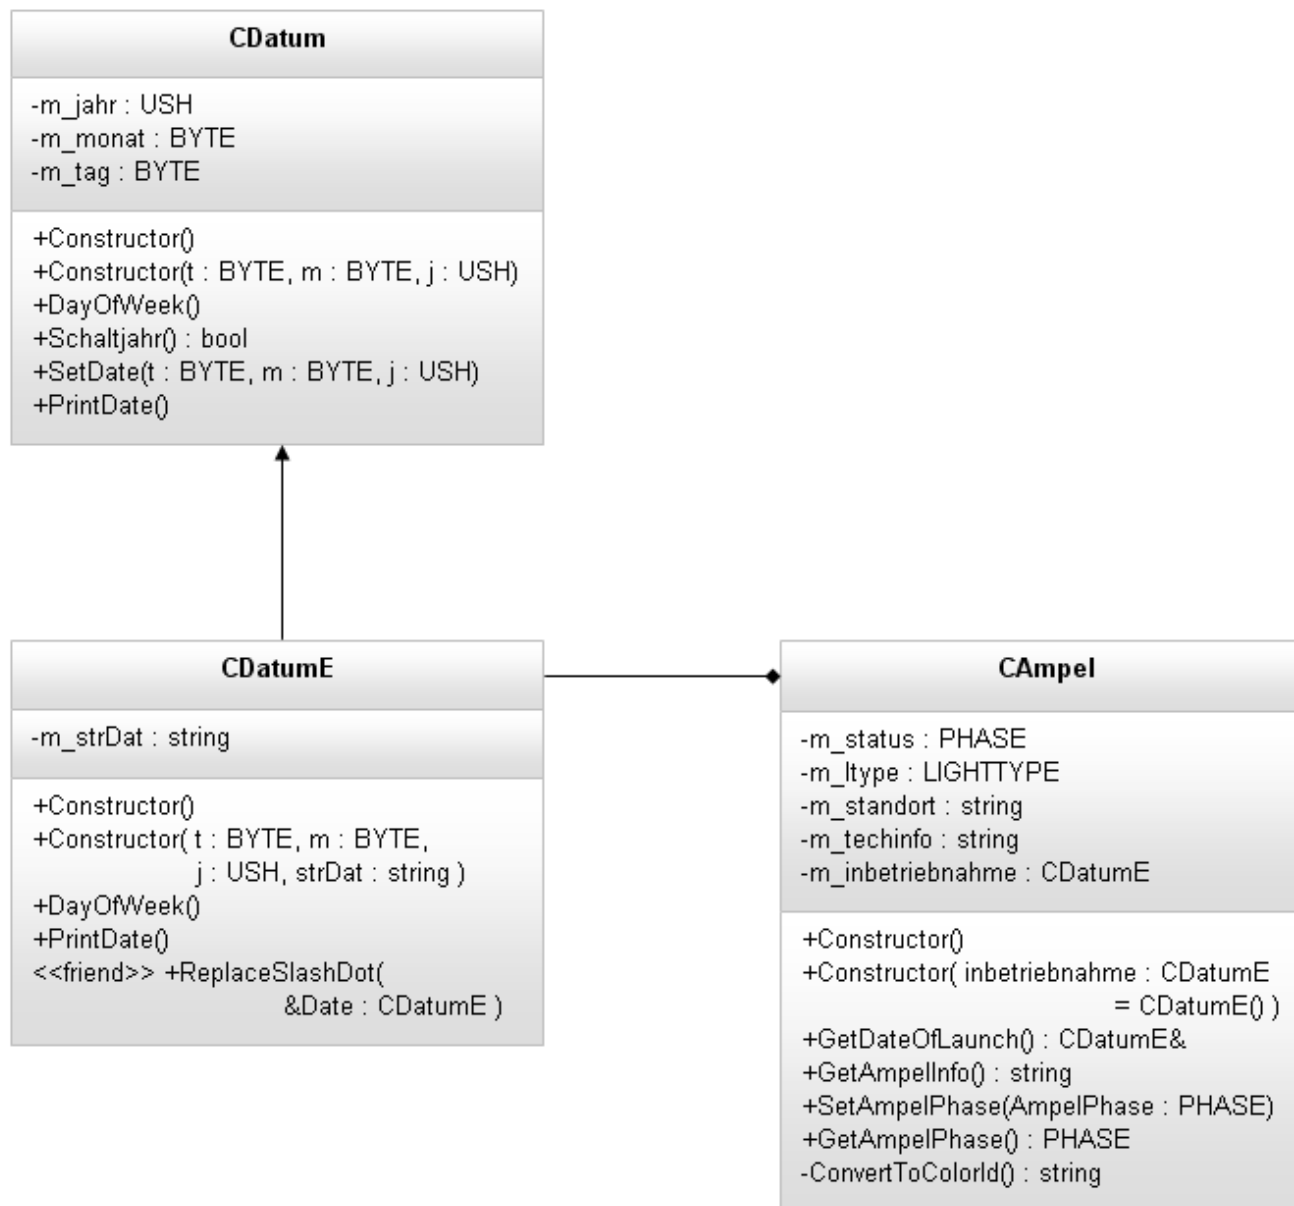 CDatum
-m_jahr : USH
-m_monat : BYTE
-m_tag : BYTE
+Constructor()
+Constructor(t : BYTE, m : BYTE, j : USH)
+DayOfWeek()
+Schaltjahr() : bool
+SetDate(t : BYTE, m : BYTE, j : USH)
+PrintDate()
CDatumE
-m_strDat : string
+Constructor()
+Constructor( t : BYTE, m : BYTE,
j : USH, strDat : string )
+DayOfWeek()
+PrintDate()
<<friend>> +ReplaceSlashDot(
&Date : CDatumE )
CAmpel
-m_status : PHASE
-m_ltype : LIGHTTYPE
-m_standort : string
-m_techinfo : string
-m_inbetriebnahme : CDatumE
+Constructor()
+Constructor( inbetriebnahme : CDatumE
= CDatumE() )
+GetDateOfLaunch() : CDatumE&
+GetAmpelInfo() : string
+SetAmpelPhase(AmpelPhase : PHASE)
+GetAmpelPhase() : PHASE
-ConvertToColorId() : string